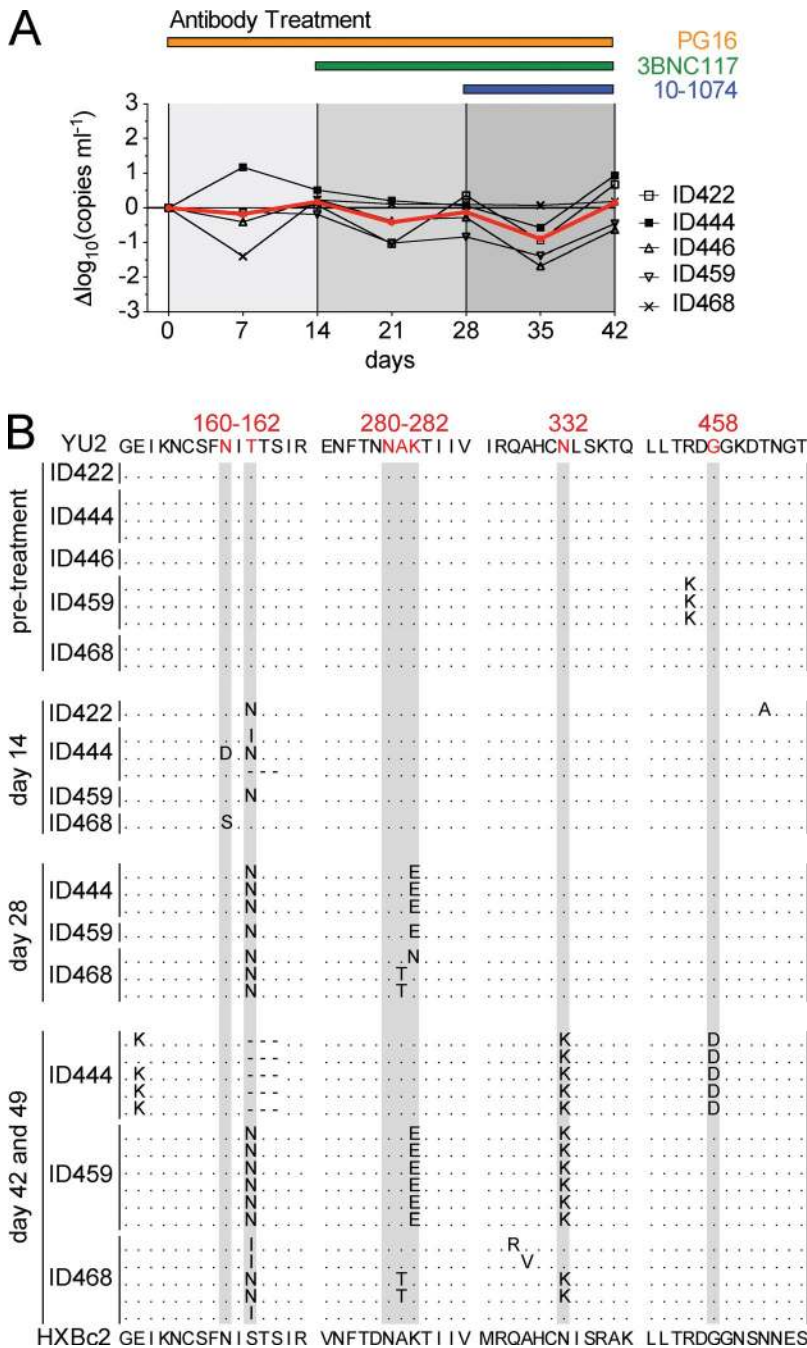 A
Antibody Treatment
PG16
3BNC117
10-1074
Δlog10(copies ml-1)
3
2
1
0
-1
-2
-3
0 7 14 21 28 35 42
days
ID422
ID444
ID446
ID459
ID468
B
160-162 280-282 332 458
YU2 GEIKNCSFNITTSIR ENFTNNAKTIIV IRQAHCNLSKTQ LLTRDGGKDTNGT
pre-treatment
ID422
ID444
ID446
ID459
K
K
K
ID468
day 14
ID422 N A
I
ID444 D N
- - -
ID459 N
ID468 S
day 28
N E
ID444 N E
N E
ID459 N E
N N
ID468 N T
N T
day 42 and 49
K - - - K D
- - - K D
ID444 K - - - K D
K - - - K D
K - - - K D
N E K
N E K
ID459 N E K
N E K
N E K
N E K
I R
I V
ID468 N T K
N T K
I
HXBc2 GEIKNCSFNISTSIR VNFTDNAKTIIV MRQAHCNISRAK LLTRDGGNSNNES